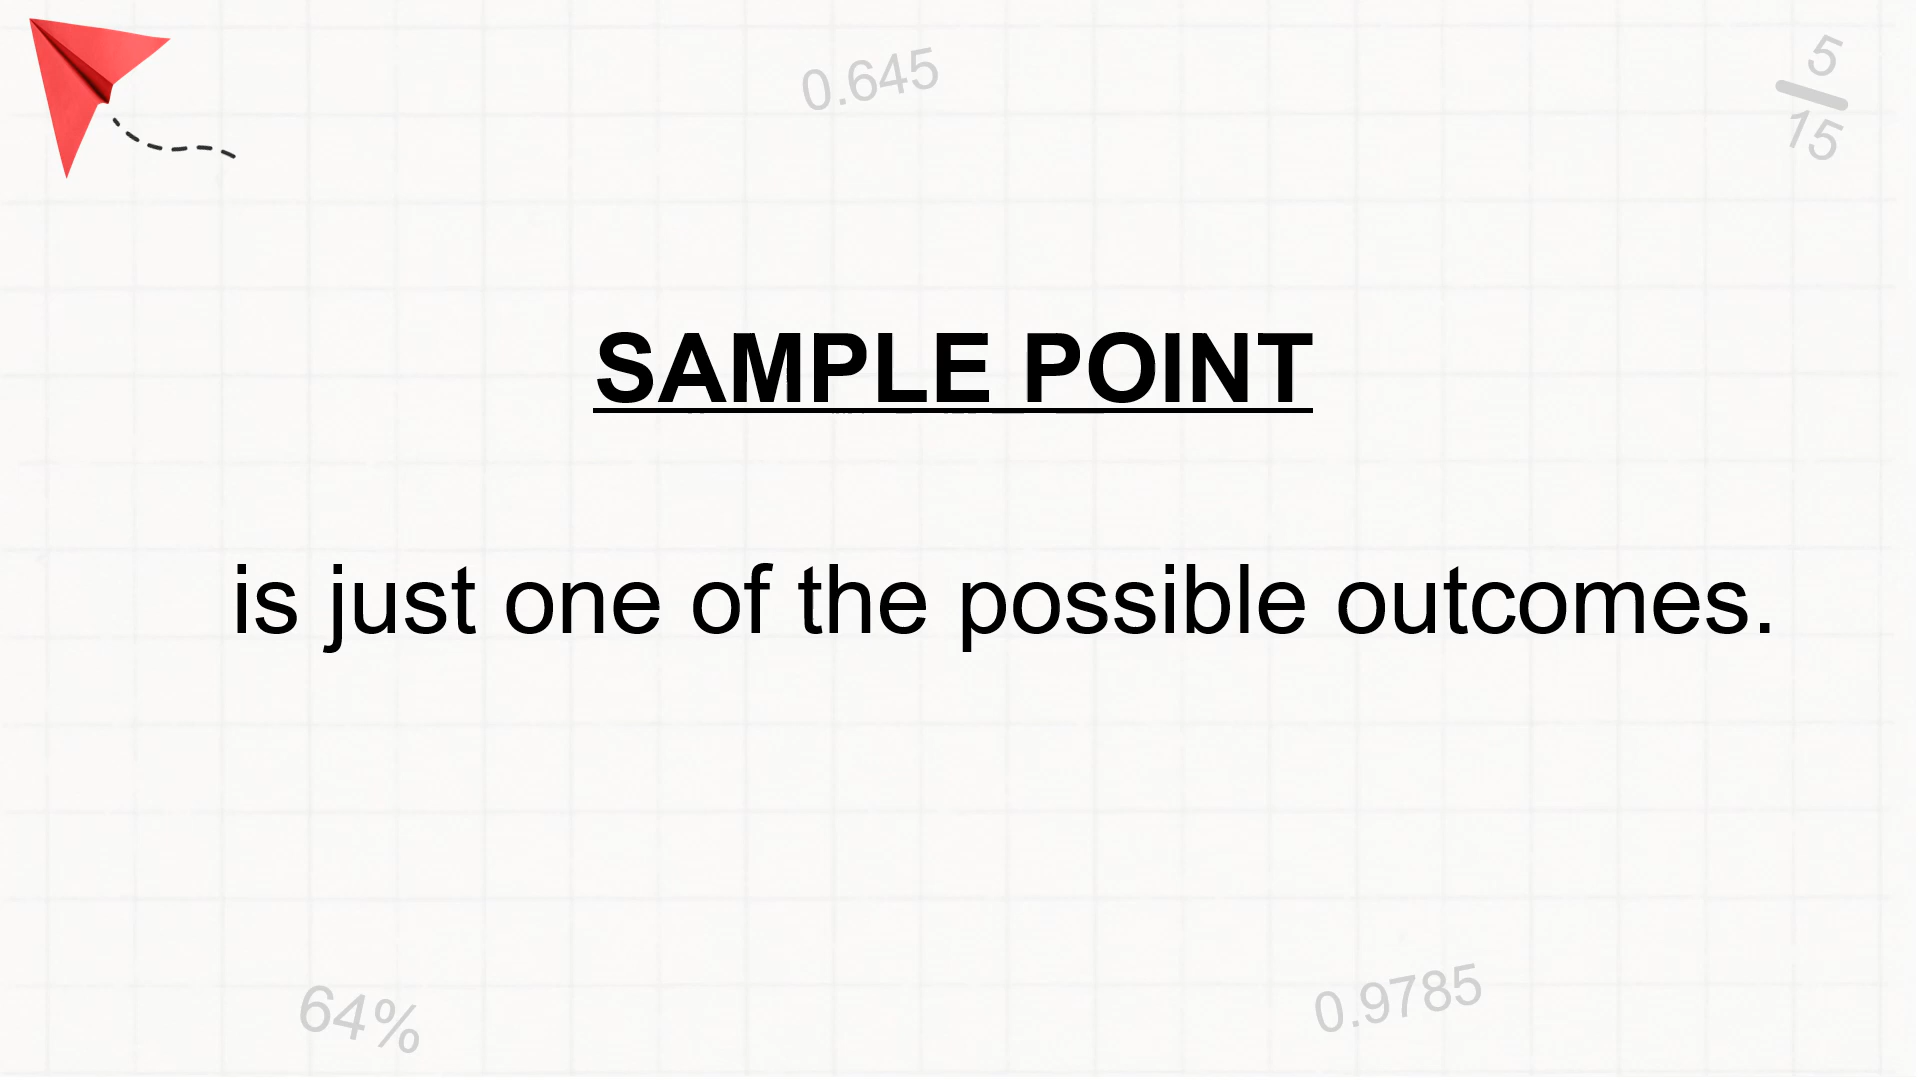 0.645
5
15
SAMPLE POINT
is just one of the possible outcomes.
64%
0.9785